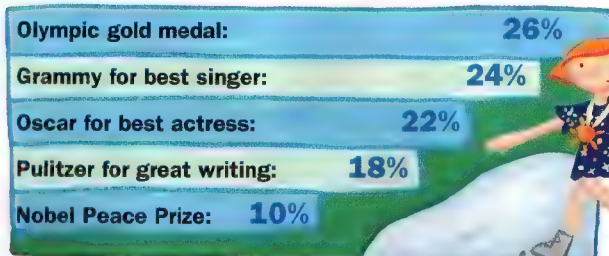 Olympic gold medal: 26%
Grammy for best singer: 24%
Oscar for best actress: 22%
Pulitzer for great writing: 18%
Nobel Peace Prize: 10%